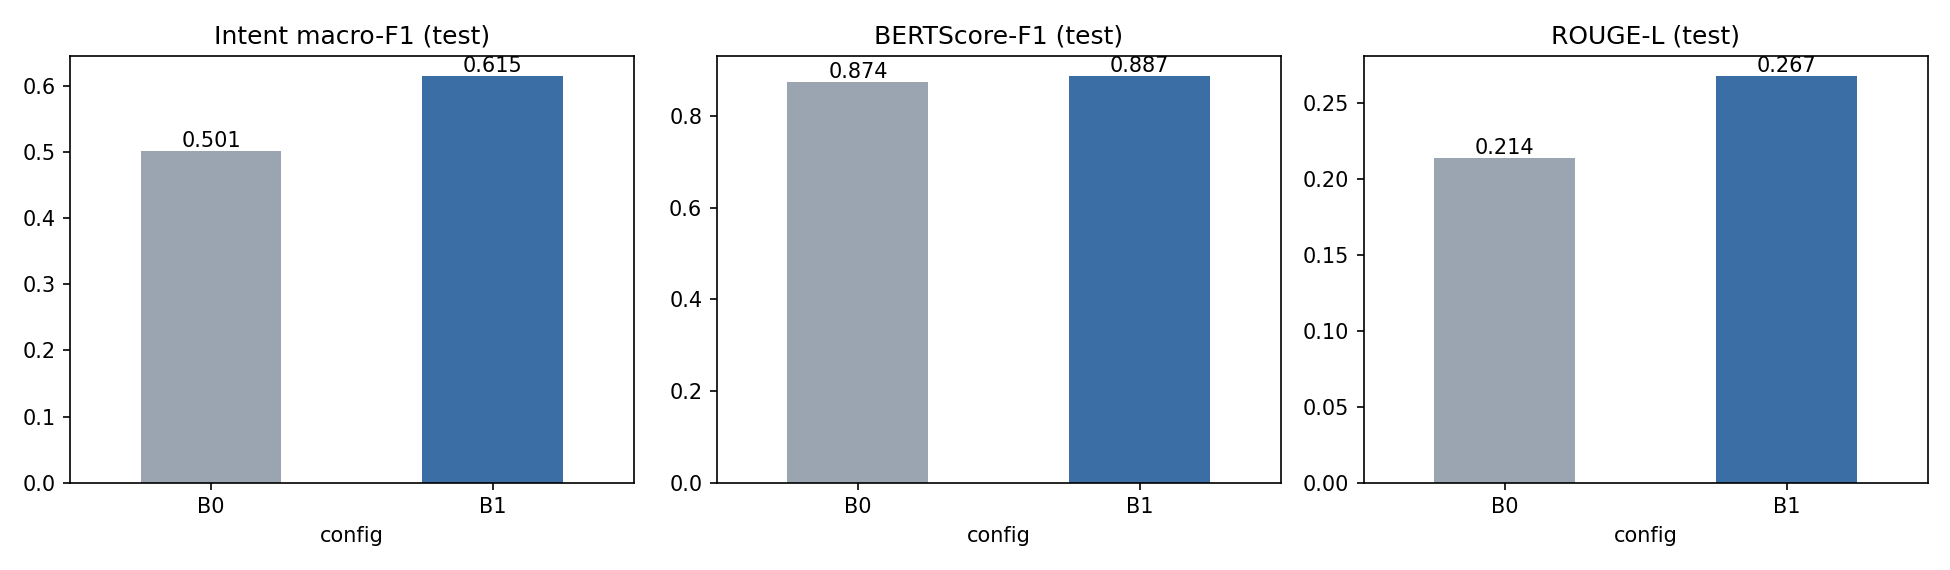 Intent macro-F1 (test)
0.6
0.5
0.4
0.3
0.2
0.1
0.0
0.501
0.615
B0
B1
config
BERTScore-F1 (test)
0.8
0.6
0.4
0.2
0.0
0.874
0.887
B0
B1
config
ROUGE-L (test)
0.25
0.20
0.15
0.10
0.05
0.00
0.214
0.267
B0
B1
config